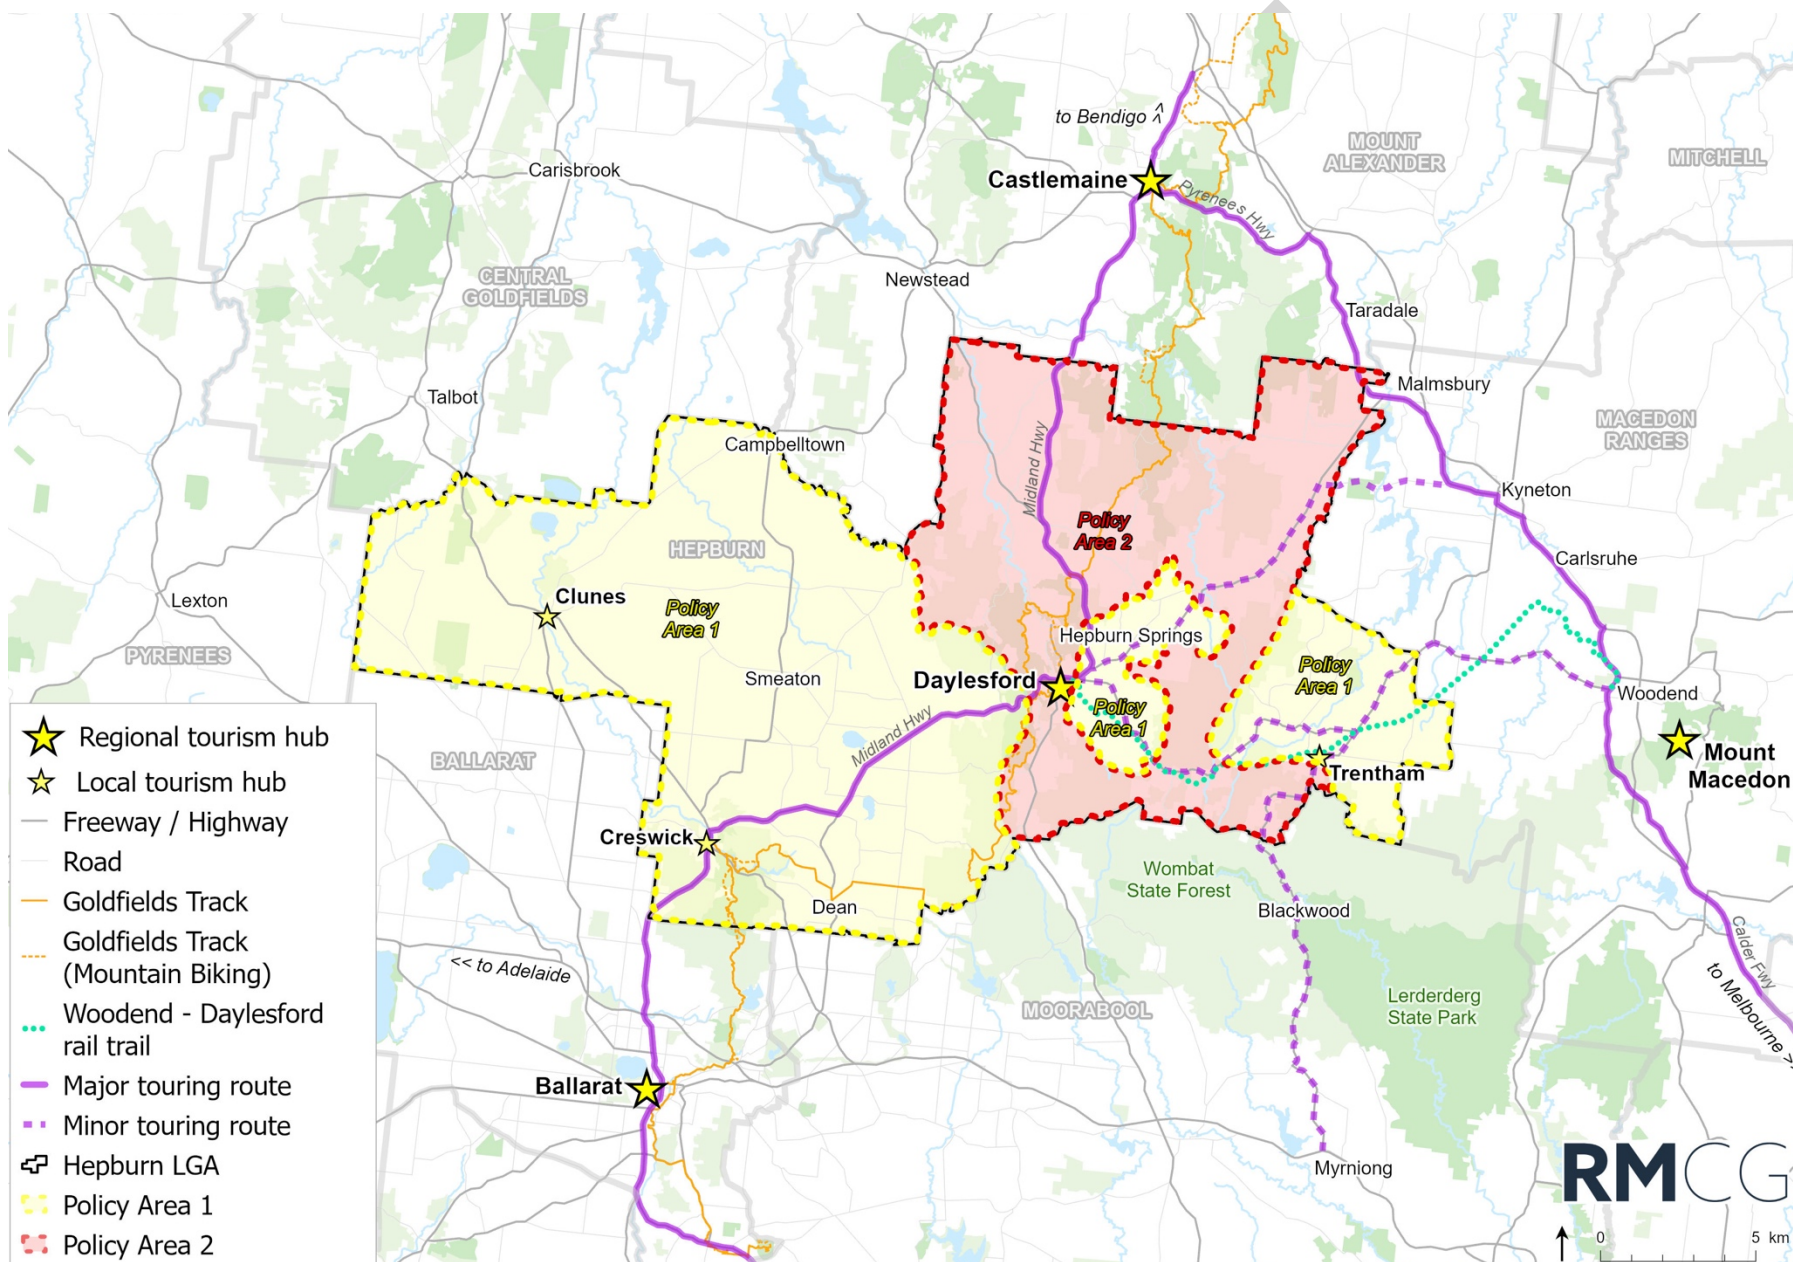 to Bendigo >>
MOUNT
ALEXANDER
MITCHELL
Carisbrook
Castlemaine
Pyrenees Hwy
CENTRAL
GOLDFIELDS
Newstead
Taradale
Talbot
Malmsbury
Campbelltown
MACEDON
RANGES
Midland Hwy
Kyneton
Policy
Area 2
HEPBURN
Carlsruhe
Lexton
Clunes
Policy
Area 1
Hepburn Springs
PYRENEES
Smeaton
Daylesford
Policy
Area 1
Woodend
Policy
Area 1
Midland Hwy
BALLARAT
Mount
Macedon
Trentham
Creswick
Wombat
State Forest
Dean
Blackwood
Calder Fwy
<< to Adelaide
to Melbourne >>
MOORABOOL
Lerderderg
State Park
Ballarat
Myrniong
Regional tourism hub
Local tourism hub
Freeway / Highway
Road
Goldfields Track
Goldfields Track
(Mountain Biking)
Woodend - Daylesford
rail trail
Major touring route
Minor touring route
Hepburn LGA
Policy Area 1
Policy Area 2
RMCG
0 5 km